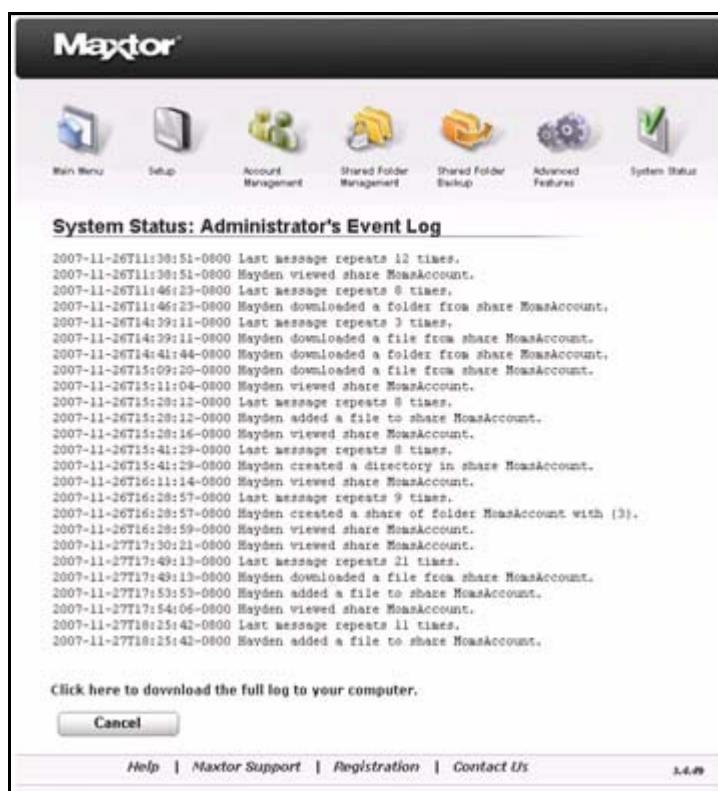 Maxtor
Main Menu
Setup
Account Management
Shared Folder Management
Shared Folder Backup
Advanced Features
System Status
System Status: Administrator's Event Log
2007-11-26T11:38:51-0800 Last message repeats 12 times.
2007-11-26T11:38:51-0800 Hayden viewed share MomsAccount.
2007-11-26T11:46:23-0800 Last message repeats 8 times.
2007-11-26T11:46:23-0800 Hayden downloaded a folder from share MomsAccount.
2007-11-26T14:39:11-0800 Last message repeats 3 times.
2007-11-26T14:39:11-0800 Hayden downloaded a file from share MomsAccount.
2007-11-26T14:41:44-0800 Hayden downloaded a folder from share MomsAccount.
2007-11-26T15:09:20-0800 Hayden downloaded a file from share MomsAccount.
2007-11-26T15:11:04-0800 Hayden viewed share MomsAccount.
2007-11-26T15:28:12-0800 Last message repeats 8 times.
2007-11-26T15:28:12-0800 Hayden added a file to share MomsAccount.
2007-11-26T15:28:16-0800 Hayden viewed share MomsAccount.
2007-11-26T15:41:29-0800 Last message repeats 8 times.
2007-11-26T15:41:29-0800 Hayden created a directory in share MomsAccount.
2007-11-26T16:11:14-0800 Hayden viewed share MomsAccount.
2007-11-26T16:28:57-0800 Last message repeats 9 times.
2007-11-26T16:28:57-0800 Hayden created a share of folder MomsAccount with (3).
2007-11-26T16:28:59-0800 Hayden viewed share MomsAccount.
2007-11-27T17:30:21-0800 Hayden viewed share MomsAccount.
2007-11-27T17:49:13-0800 Last message repeats 21 times.
2007-11-27T17:49:13-0800 Hayden downloaded a file from share MomsAccount.
2007-11-27T17:53:53-0800 Hayden added a file to share MomsAccount.
2007-11-27T17:54:06-0800 Hayden viewed share MomsAccount.
2007-11-27T18:25:42-0800 Last message repeats 11 times.
2007-11-27T18:25:42-0800 Hayden added a file to share MomsAccount.
Click here to download the full log to your computer.
Cancel
Help | Maxtor Support | Registration | Contact Us